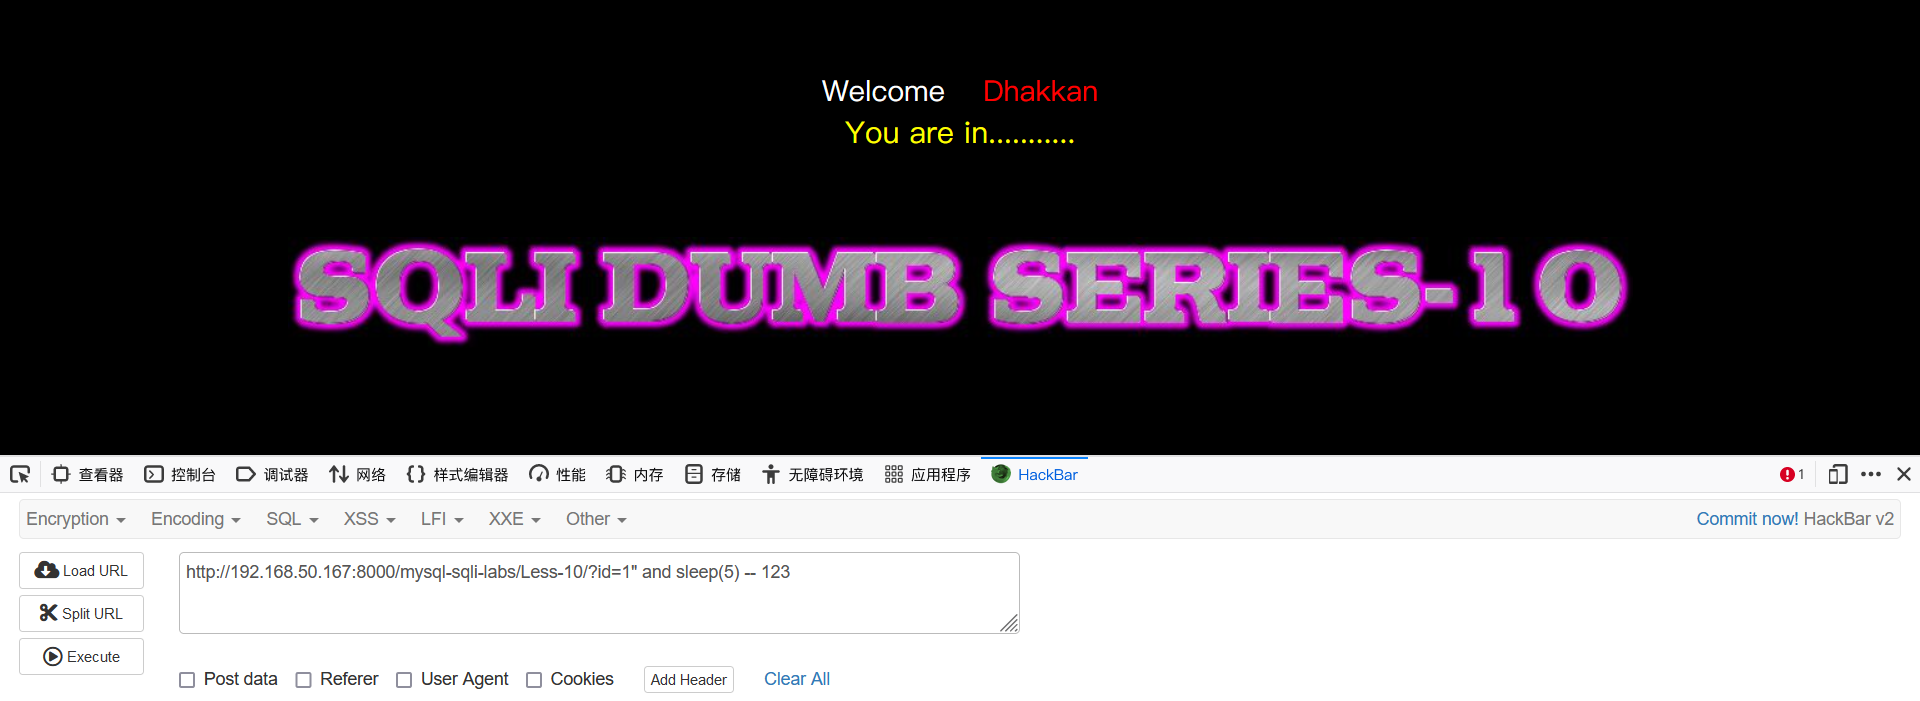 Welcome Dhakkan
You are in...........
SQLI DUMB SERIES-10
查看器 控制台 调试器 网络 样式编辑器 性能 内存 存储 无障碍环境 应用程序 HackBar 1
Encryption Encoding SQL XSS LFI XXE Other Commit now! HackBar v2
Load URL
http://192.168.50.167:8000/mysql-sqli-labs/Less-10/?id=1" and sleep(5) -- 123
Split URL
Execute
Post data Referer User Agent Cookies Add Header Clear All